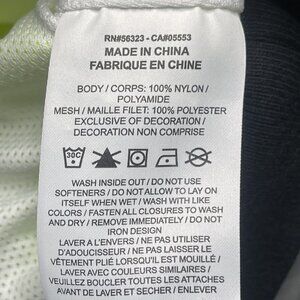 RN#56323 - CA#05553
MADE IN CHINA
FABRIQUE EN CHINE
BODY / CORPS: 100% NYLON /
POLYAMIDE
MESH / MAILLE FILET: 100% POLYESTER
EXCLUSIVE OF DECORATION /
DECORATION NON COMPRISE
30C
WASH INSIDE OUT / DO NOT USE
SOFTENERS / DO NOT ALLOW TO LAY ON
ITSELF WHEN WET / WASH WITH LIKE
COLORS / FASTEN ALL CLOSURES TO WASH
AND DRY / REMOVE IMMEDIATELY / DO NOT
IRON DESIGN
LAVER A L'ENVERS / NE PAS UTILISER
D'ADOUCISSEUR / NE PAS LAISSER LE
VÊTEMENT PLIÉ LORSQU'IL EST MOUILLÉ /
LAVER AVEC COULEURS SIMILAIRES /
VEUILLEZ BOUCLER TOUTES LES ATTACHES
AVANT DE LAVER ET SECHER / ENLEVER